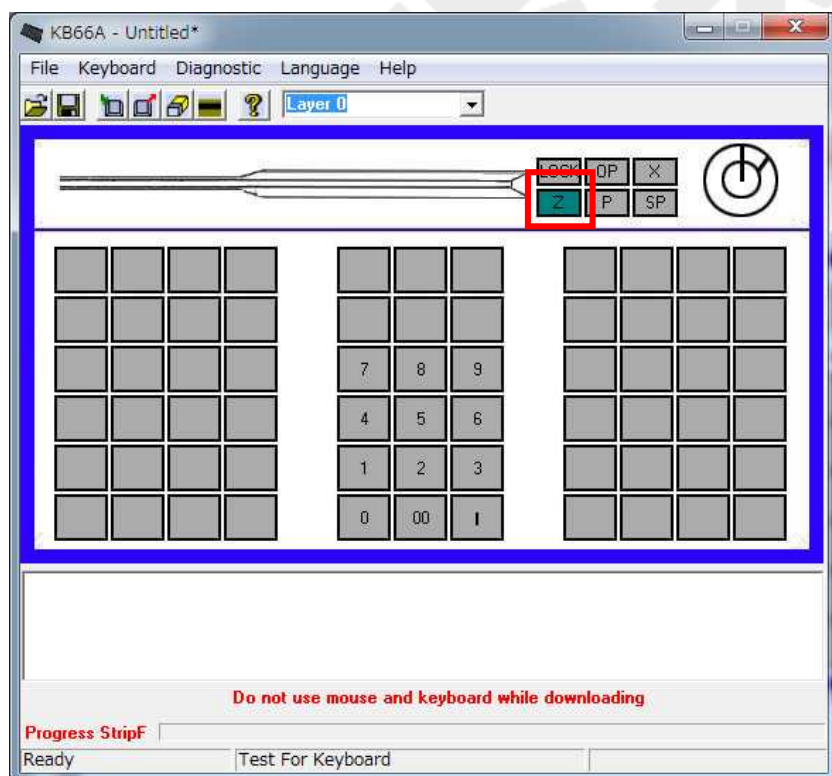 KB66A - Untitled*
File Keyboard Diagnostic Language Help
Layer 0
LOCK OP X
Z P SP
7 8 9
4 5 6
1 2 3
0 00 .
Do not use mouse and keyboard while downloading
Progress StripF
Ready Test For Keyboard